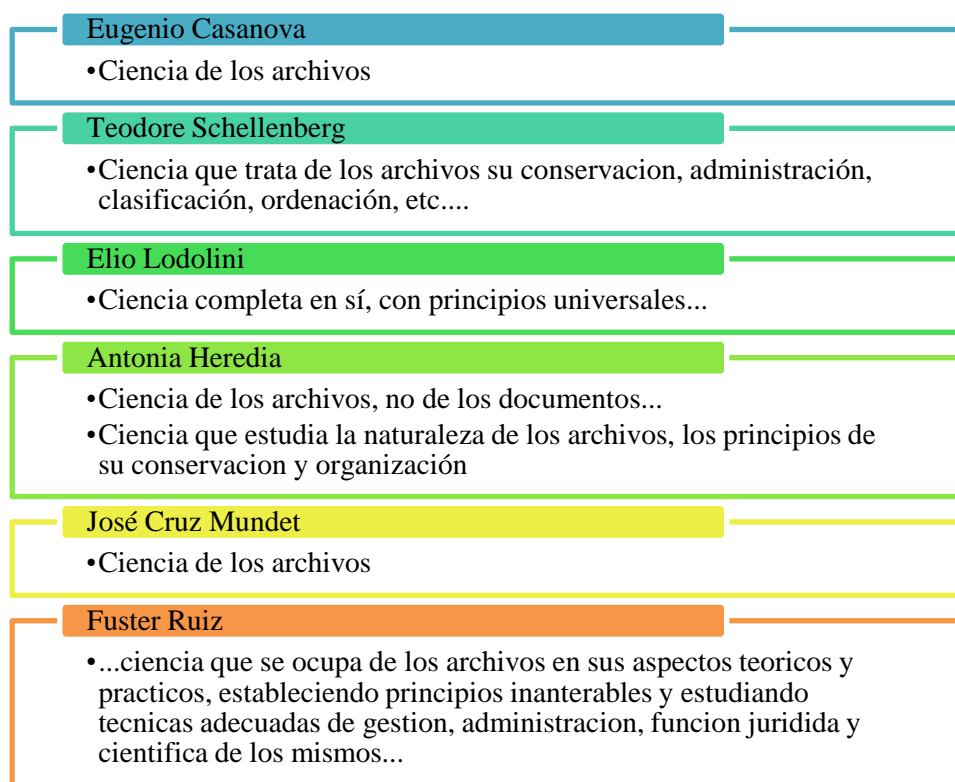 Eugenio Casanova
•Ciencia de los archivos
Teodore Schellenberg
•Ciencia que trata de los archivos su conservacion, administración,
clasificación, ordenación, etc....
Elio Lodolini
•Ciencia completa en sí, con principios universales...
Antonia Heredia
•Ciencia de los archivos, no de los documentos...
•Ciencia que estudia la naturaleza de los archivos, los principios de
su conservacion y organización
José Cruz Mundet
•Ciencia de los archivos
Fuster Ruiz
•...ciencia que se ocupa de los archivos en sus aspectos teoricos y
practicos, estableciendo principios inanterables y estudiando
tecnicas adecuadas de gestion, administracion, funcion juridida y
cientifica de los mismos...